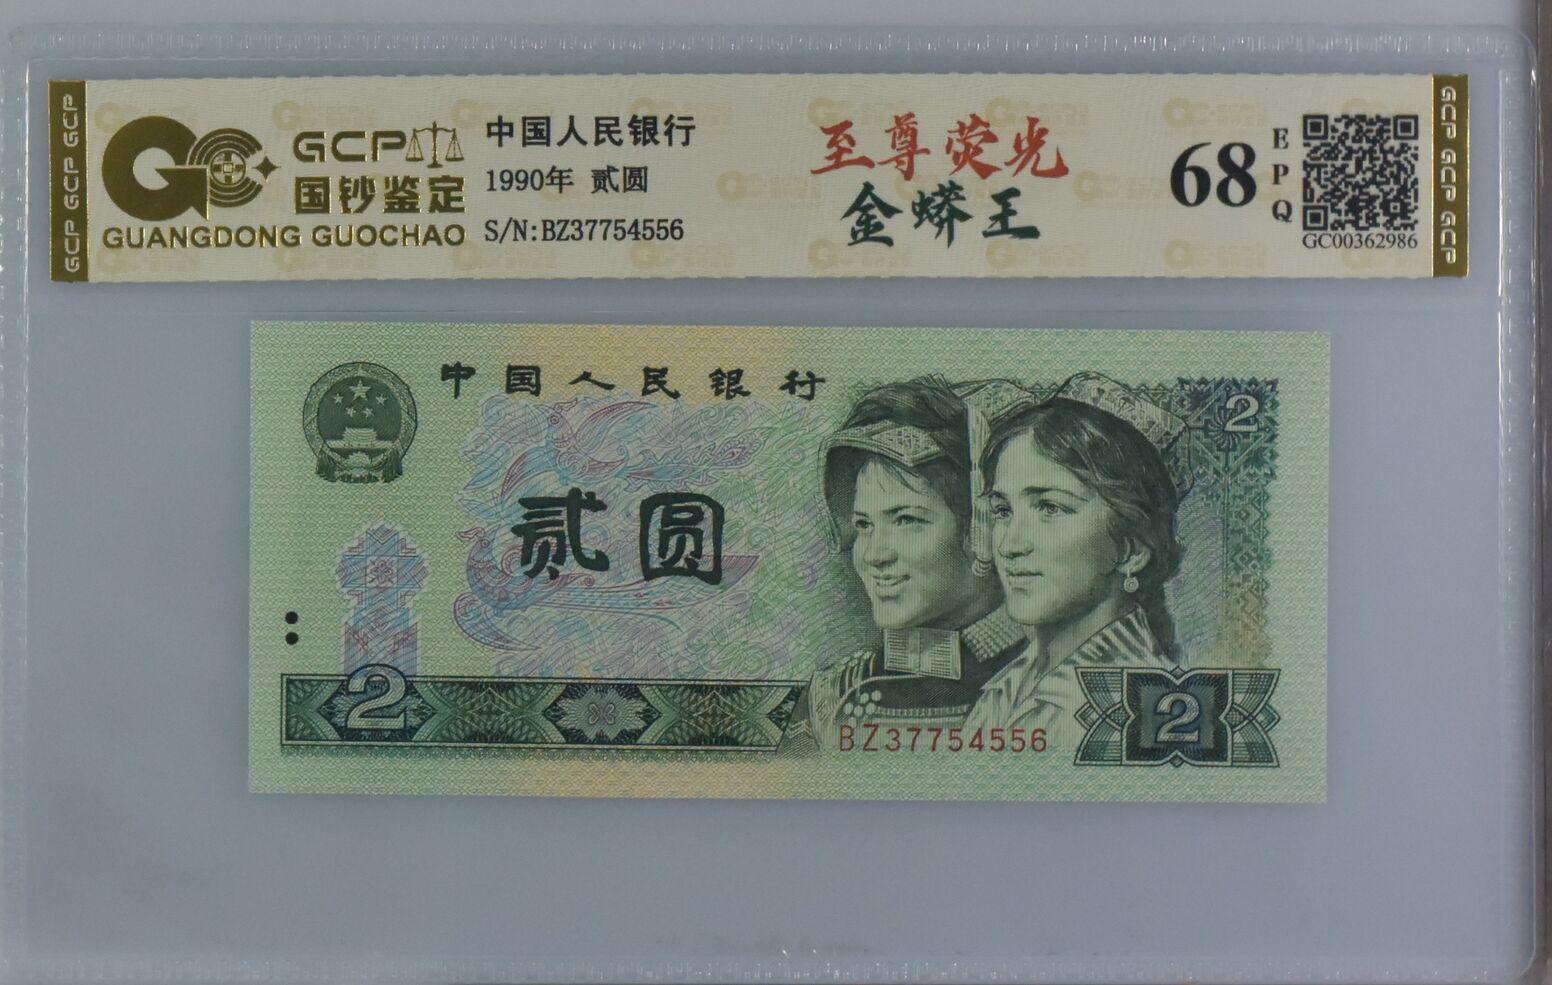 GCP GCP GCP
GCP
国钞鉴定
GUANGDONG GUOCHAO
中国人民银行
1990年 贰圆
S/N:BZ37754556
至尊荧光
金蟒王
68
EPQ
GC00362986
GCP GCP GCP
中国人民银行
2
贰圆
2
2
BZ37754556